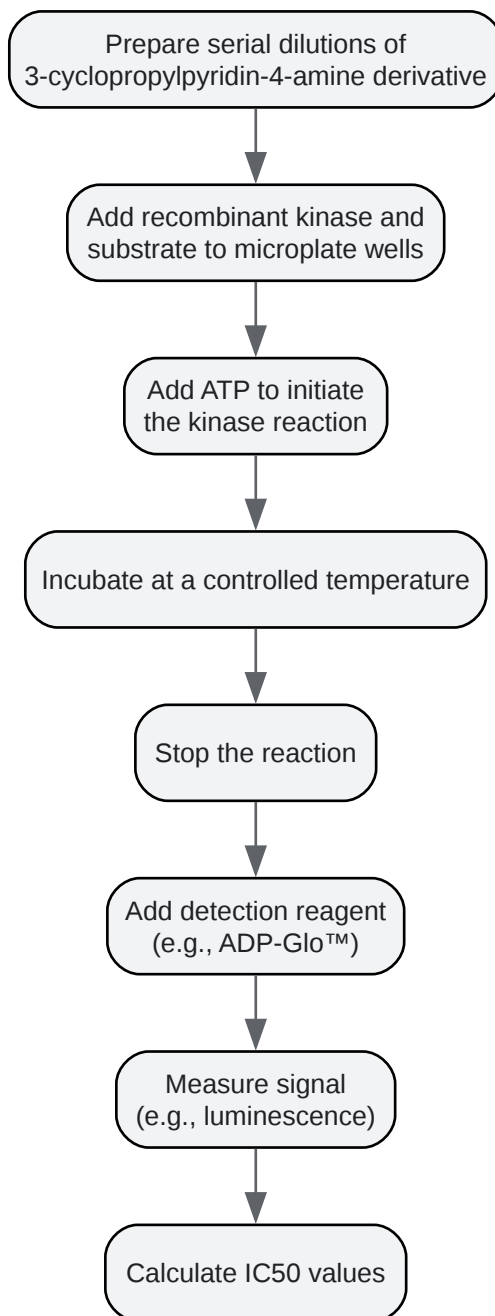 Prepare serial dilutions of
3-cyclopropylpyridin-4-amine derivative
Add recombinant kinase and
substrate to microplate wells
Add ATP to initiate
the kinase reaction
Incubate at a controlled temperature
Stop the reaction
Add detection reagent
(e.g., ADP-Glo™)
Measure signal
(e.g., luminescence)
Calculate IC50 values